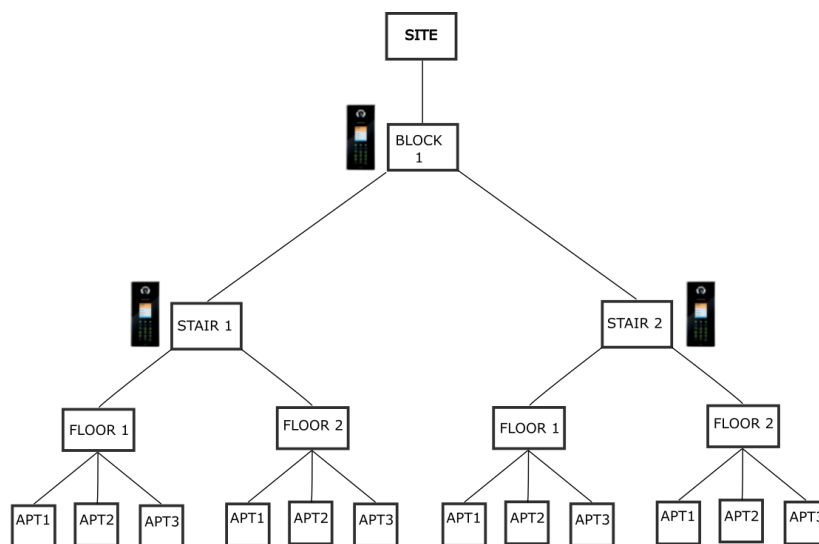 SITE
BLOCK
1
STAIR 1
STAIR 2
FLOOR 1
FLOOR 2
FLOOR 1
FLOOR 2
APT1
APT2
APT3
APT1
APT2
APT3
APT1
APT2
APT3
APT1
APT2
APT3